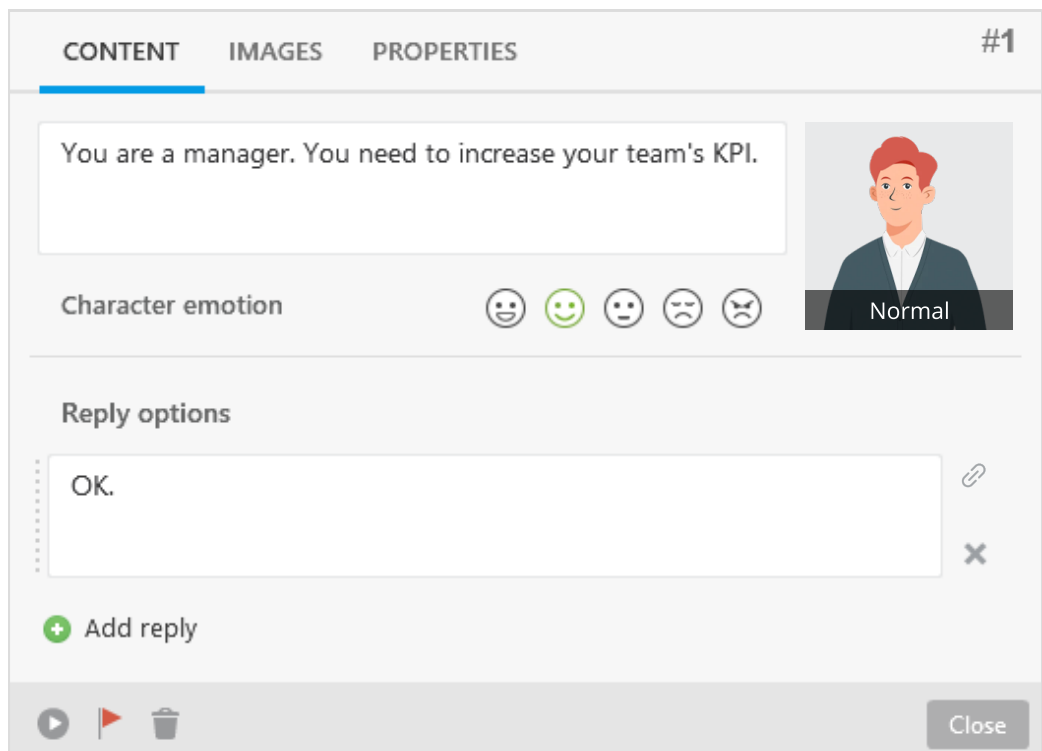 CONTENT IMAGES PROPERTIES #1
You are a manager. You need to increase your team's KPI.
Character emotion
Normal
Reply options
OK.
Add reply
Close